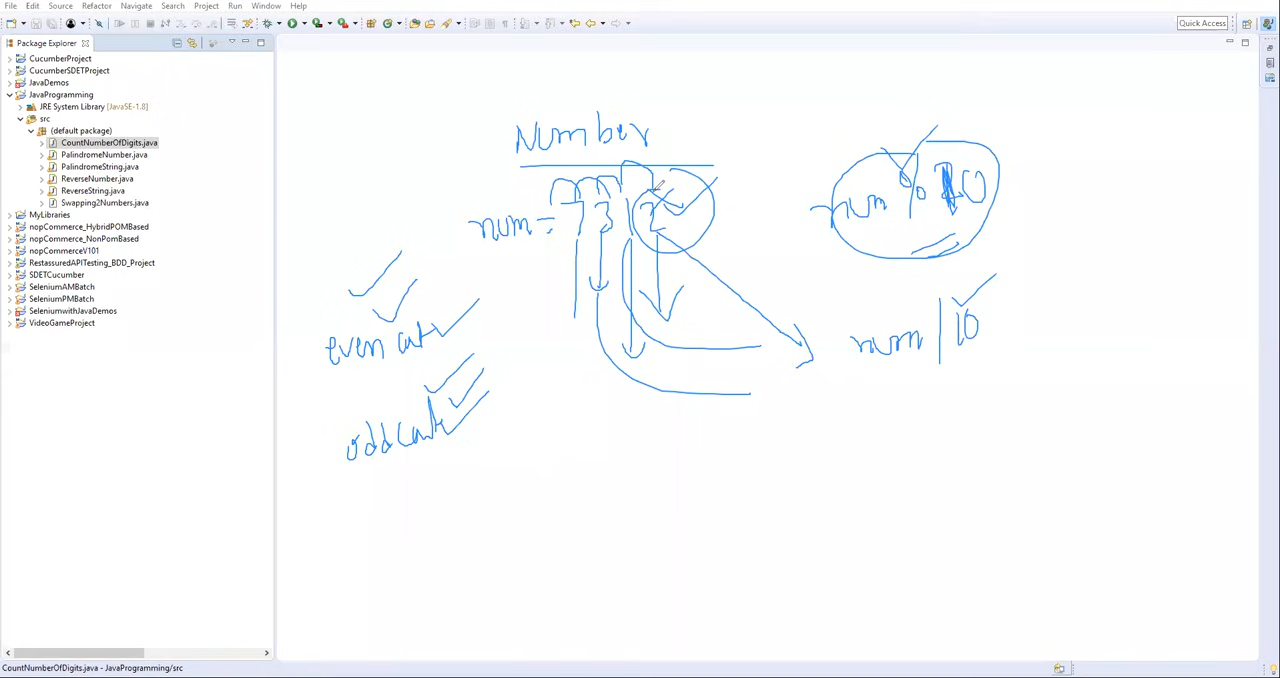 File Edit Source Refactor Navigate Search Project Run Window Help
Quick Access
Package Explorer
CucumberProject
CucumberSDETProject
JavaDemos
JavaProgramming
JRE System Library [JavaSE-1.8]
src
(default package)
CountNumberOfDigits.java
PalindromeNumber.java
PalindromeString.java
ReverseNumber.java
ReverseString.java
Swapping2Numbers.java
MyLibraries
nopCommerce_HybridPOMBased
nopCommerce_NonPomBased
nopCommerceV101
RestassuredAPITesting_BDD_Project
SDETCucumber
SeleniumAMBatch
SeleniumPMBatch
SeleniumwithJavaDemos
VideoGameProject
Number
num =
num % 10
even
num / 10
odd
CountNumberOfDigits.java - JavaProgramming/src